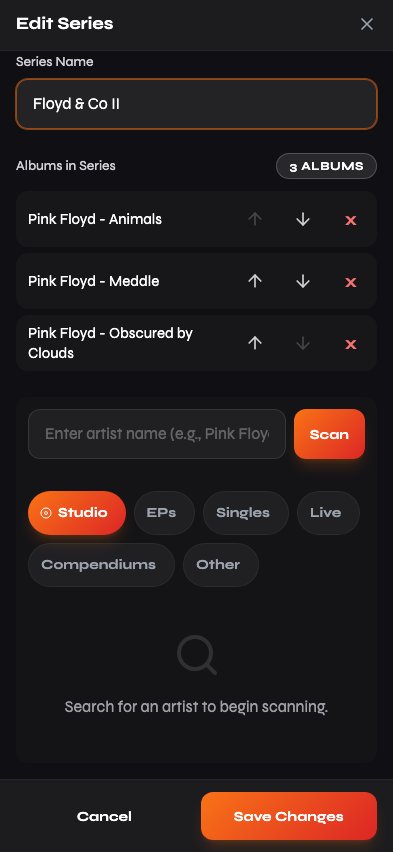 Edit Series
Series Name
Floyd & Co II
Albums in Series
3 ALBUMS
Pink Floyd - Animals
x
Pink Floyd - Meddle
x
Pink Floyd - Obscured by
Clouds
x
Enter artist name (e.g., Pink Floy
Scan
Studio
EPs
Singles
Live
Compendiums
Other
Search for an artist to begin scanning.
Cancel
Save Changes